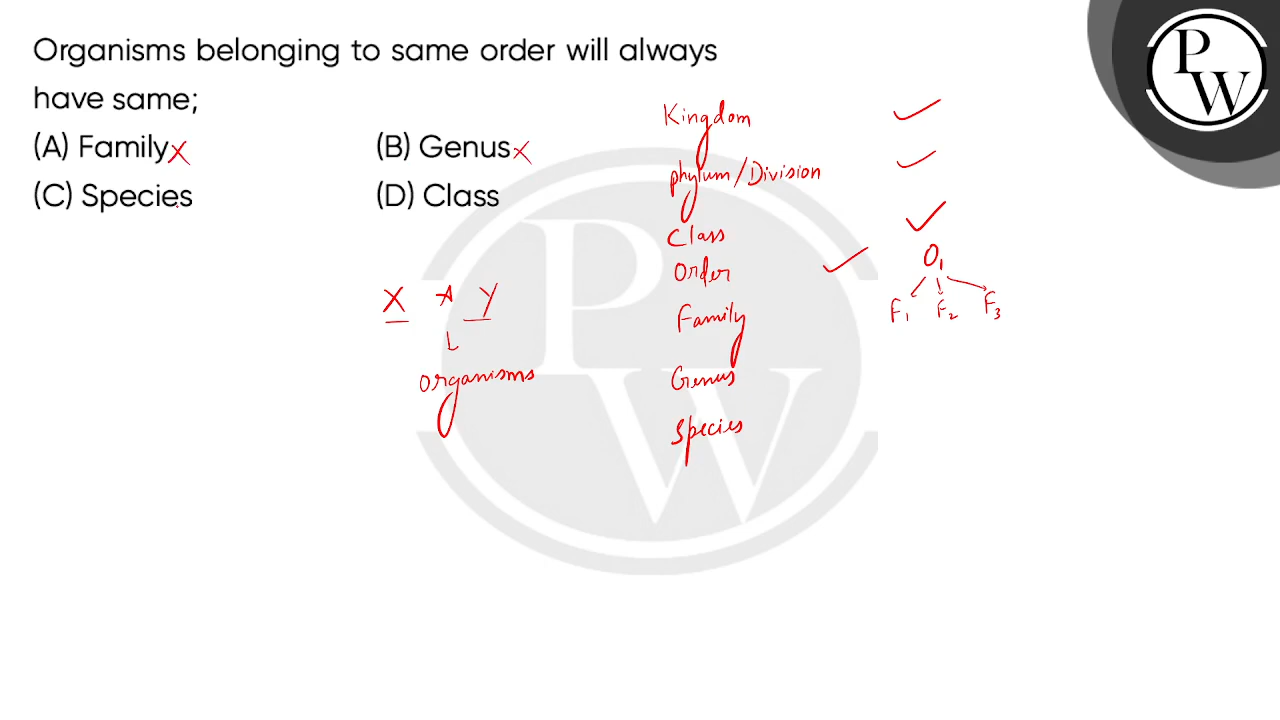 Organisms belonging to same order will always
have same;
(A) Family x (B) Genus x
(C) Species (D) Class
Kingdom
phylum/Division
Class
Order
Family
Genus
Species
X & Y
organisms
O1
F1 F2 F3
P
W
P
W